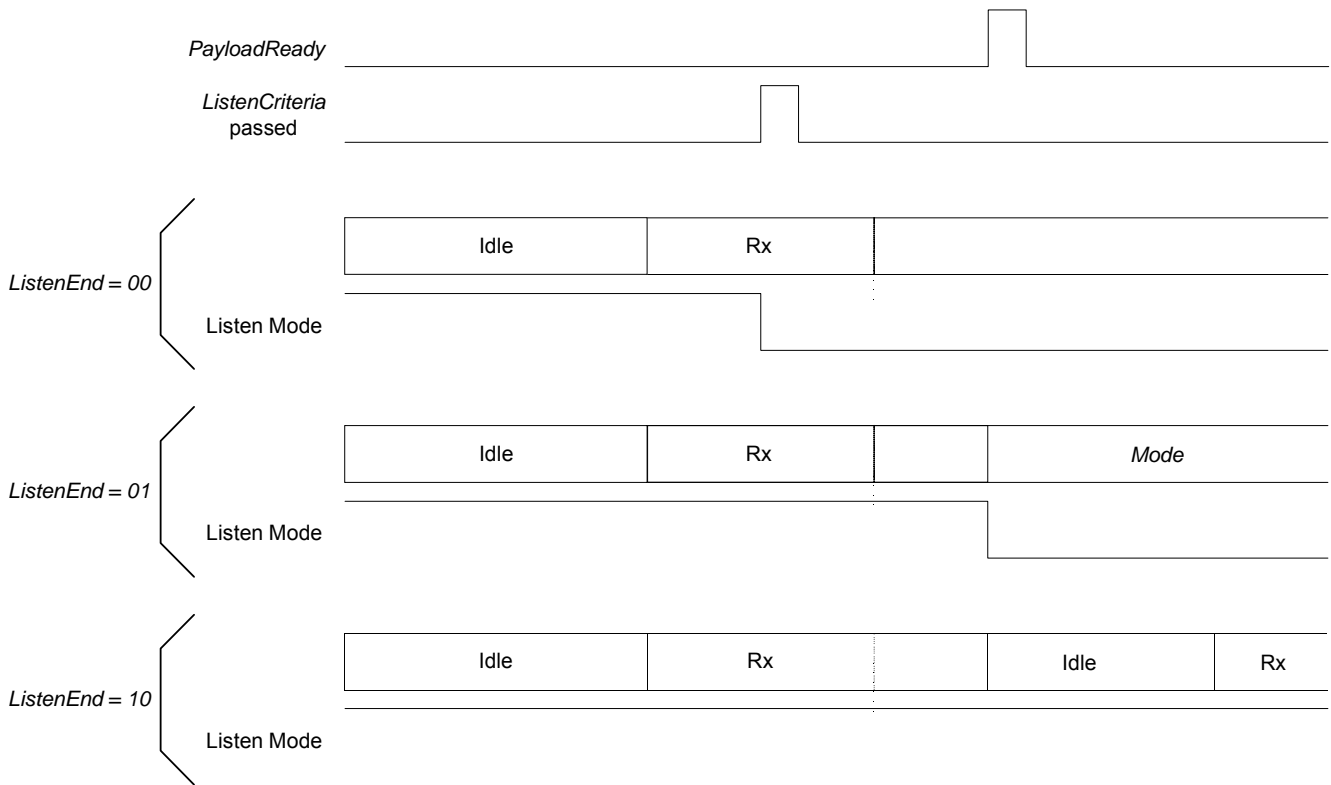 PayloadReady
ListenCriteria
passed
Idle
Rx
ListenEnd = 00
Listen Mode
Idle
Rx
Mode
ListenEnd = 01
Listen Mode
Idle
Rx
Idle
Rx
ListenEnd = 10
Listen Mode